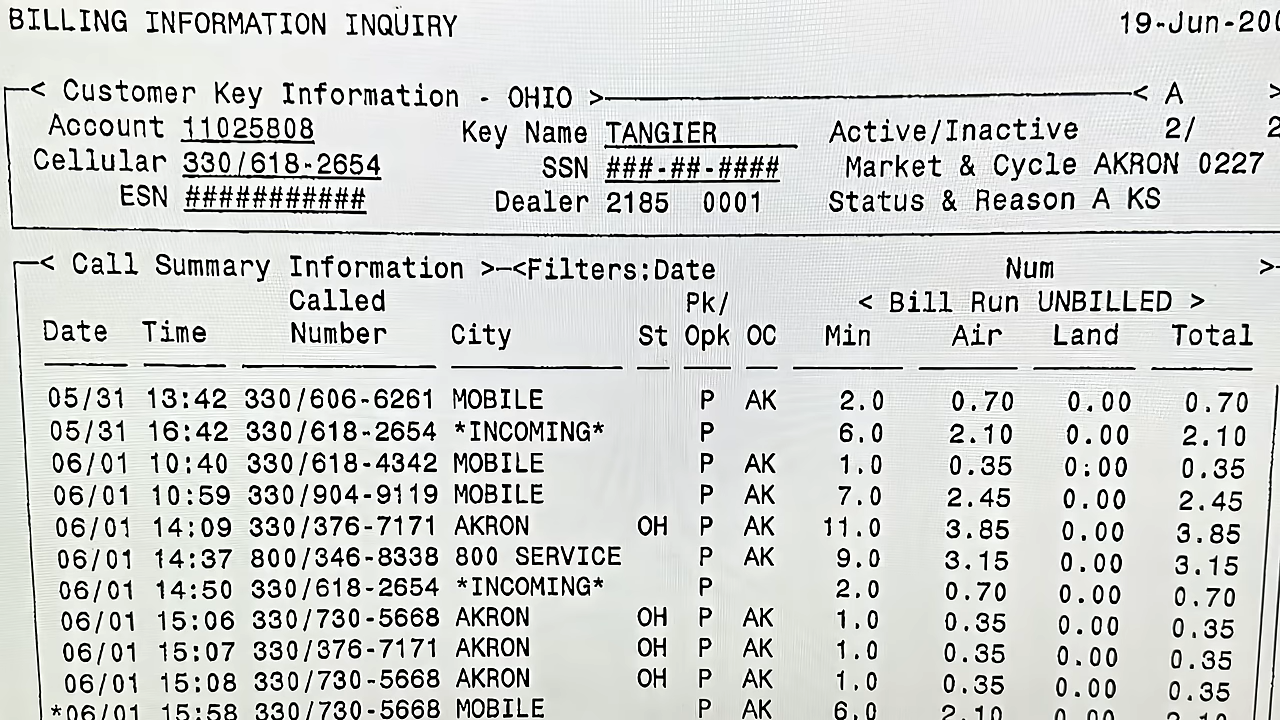 BILLING INFORMATION INQUIRY 19-Jun-200
< Customer Key Information - OHIO > < A >
Account 11025808 Key Name TANGIER Active/Inactive 2/ 2
Cellular 330/618-2654 SSN ###-##-#### Market & Cycle AKRON 0227
ESN ########### Dealer 2185 0001 Status & Reason A KS
< Call Summary Information >-<Filters:Date Num >
Called Pk/ < Bill Run UNBILLED >
Date Time Number City St Opk OC Min Air Land Total
05/31 13:42 330/606-6261 MOBILE P AK 2.0 0.70 0.00 0.70
05/31 16:42 330/618-2654 *INCOMING* P 6.0 2.10 0.00 2.10
06/01 10:40 330/618-4342 MOBILE P AK 1.0 0.35 0:00 0.35
06/01 10:59 330/904-9119 MOBILE P AK 7.0 2.45 0.00 2.45
06/01 14:09 330/376-7171 AKRON OH P AK 11.0 3.85 0.00 3.85
06/01 14:37 800/346-8338 800 SERVICE P AK 9.0 3.15 0.00 3.15
06/01 14:50 330/618-2654 *INCOMING* P 2.0 0.70 0.00 0.70
06/01 15:06 330/730-5668 AKRON OH P AK 1.0 0.35 0.00 0.35
06/01 15:07 330/376-7171 AKRON OH P AK 1.0 0.35 0.00 0.35
06/01 15:08 330/730-5668 AKRON OH P AK 1.0 0.35 0.00 0.35
*06/01 15:58 330/730-5668 MOBILE P AK 6.0 2.10 0.00 2.10